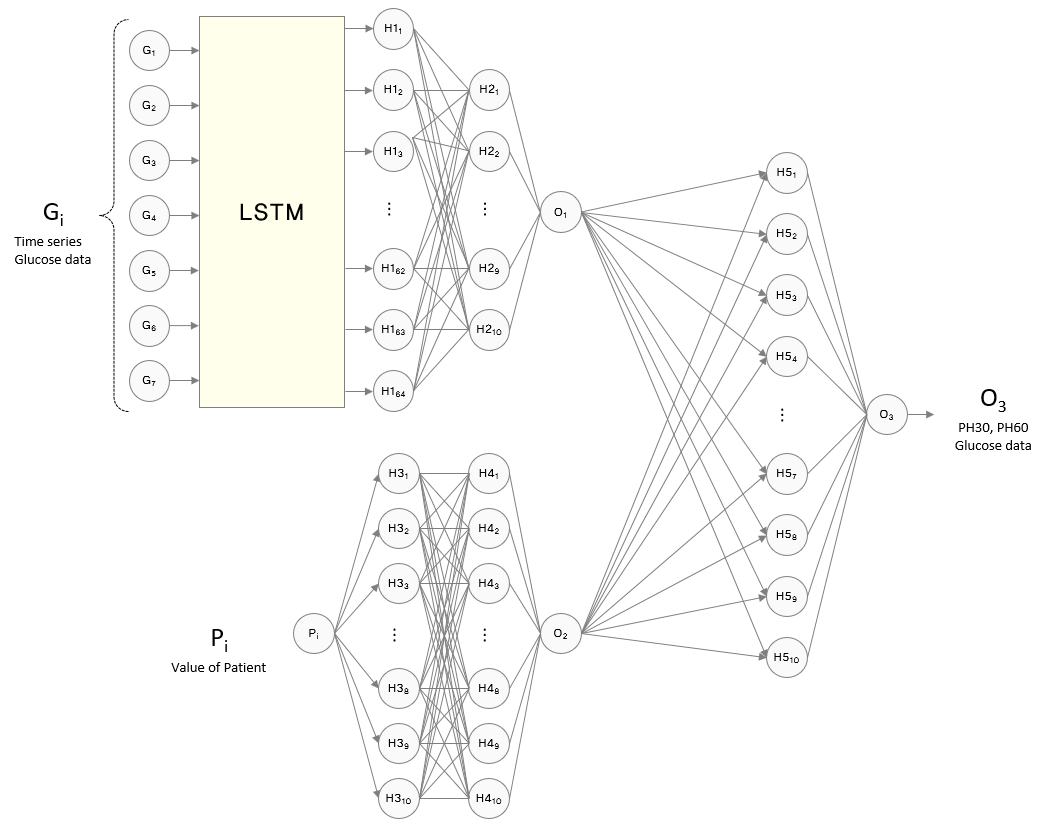 G₁
G₂
G₃
G₄
G₅
G₆
G₇
Gᵢ
Time series
Glucose data
LSTM
H1₁
H1₂
H1₃
⋮
H1₆₂
H1₆₃
H1₆₄
H2₁
H2₂
⋮
H2₉
H2₁₀
O₁
Pᵢ
Value of Patient
Pᵢ
H3₁
H3₂
H3₃
⋮
H3₈
H3₉
H3₁₀
H4₁
H4₂
H4₃
⋮
H4₈
H4₉
H4₁₀
O₂
H5₁
H5₂
H5₃
H5₄
⋮
H5₇
H5₈
H5₉
H5₁₀
O₃
O₃
PH30, PH60
Glucose data